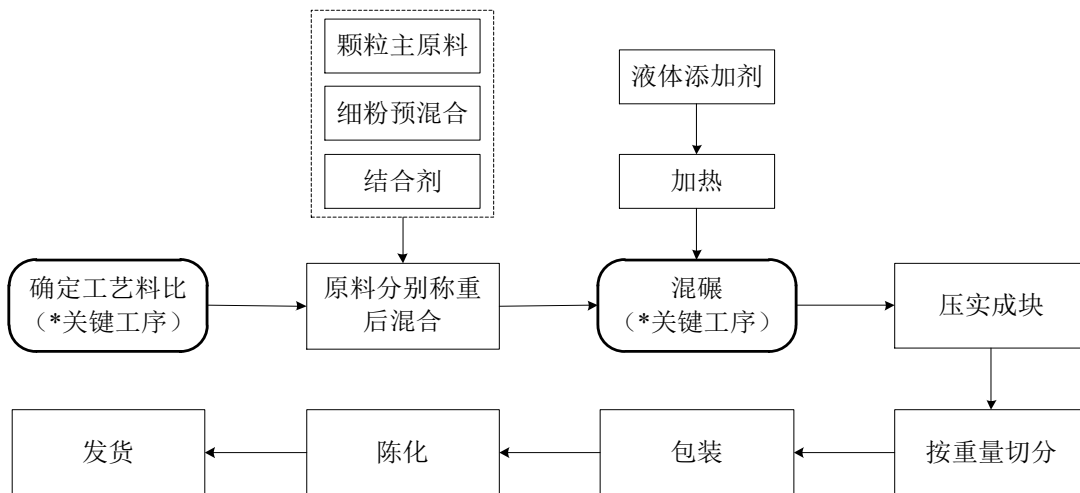 颗粒主原料
细粉预混合
结合剂
液体添加剂
加热
确定工艺料比
（*关键工序）
原料分别称重
后混合
混碾
（*关键工序）
压实成块
发货
陈化
包装
按重量切分